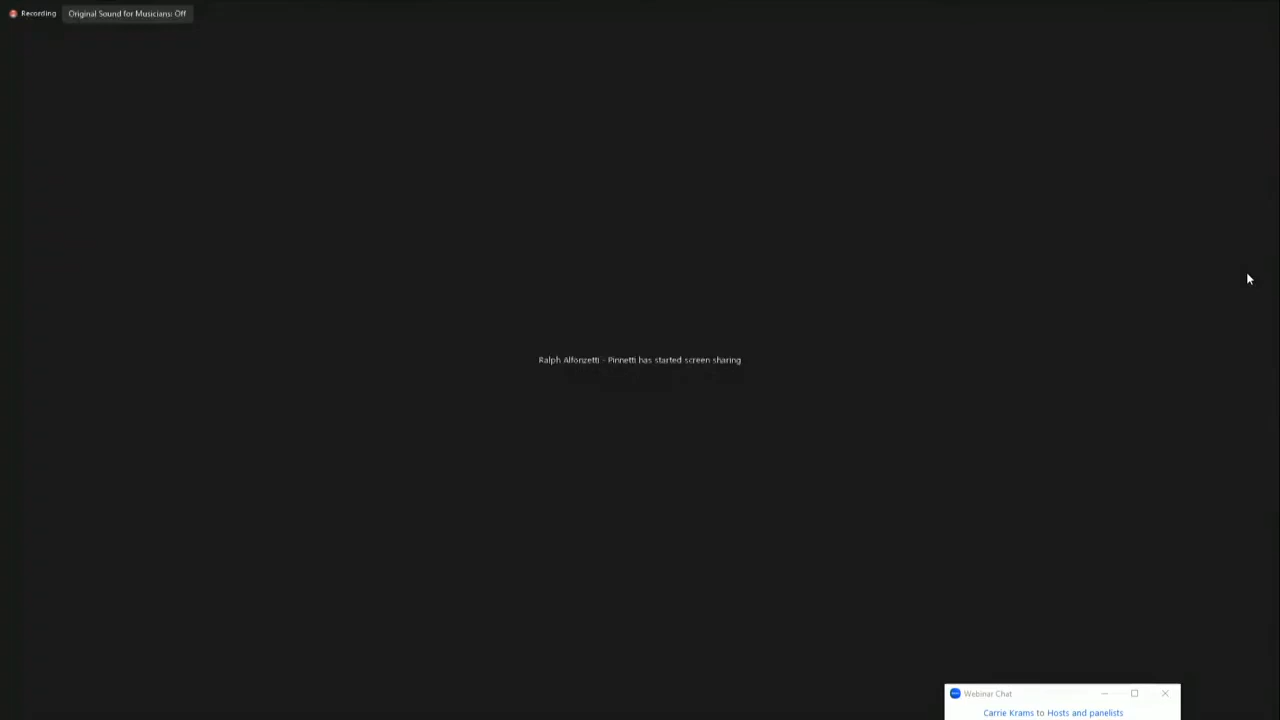 Recording
Original Sound for Musicians: Off
Ralph Alfonzetti - Pinnetti has started screen sharing
Webinar Chat
Carrie Krams to Hosts and panelists